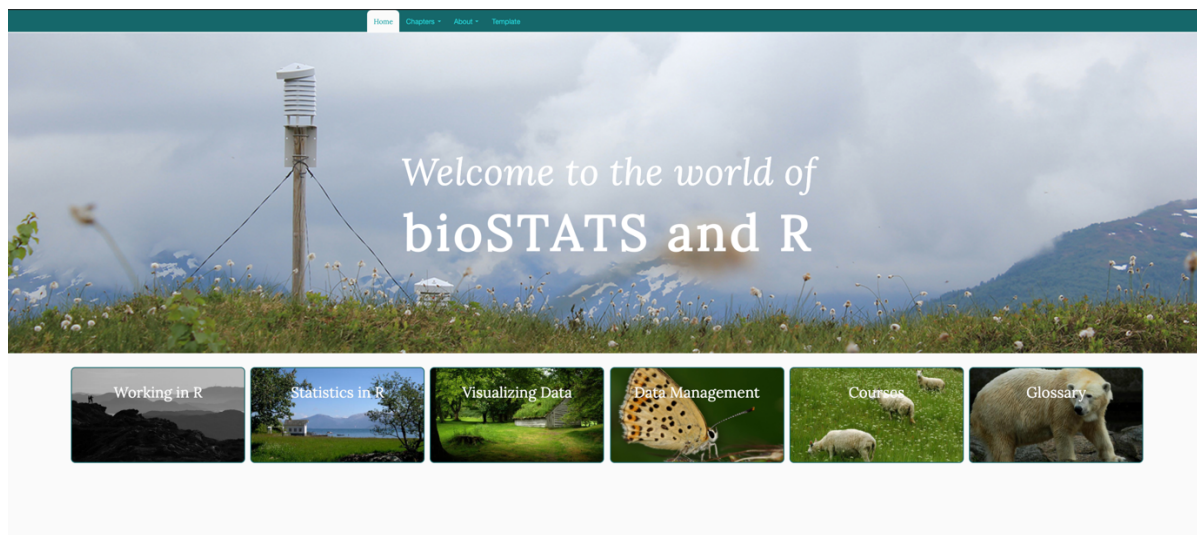 Home Chapters About Template
Welcome to the world of
bioSTATS and R
Working in R
Statistics in R
Visualizing Data
Data Management
Courses
Glossary